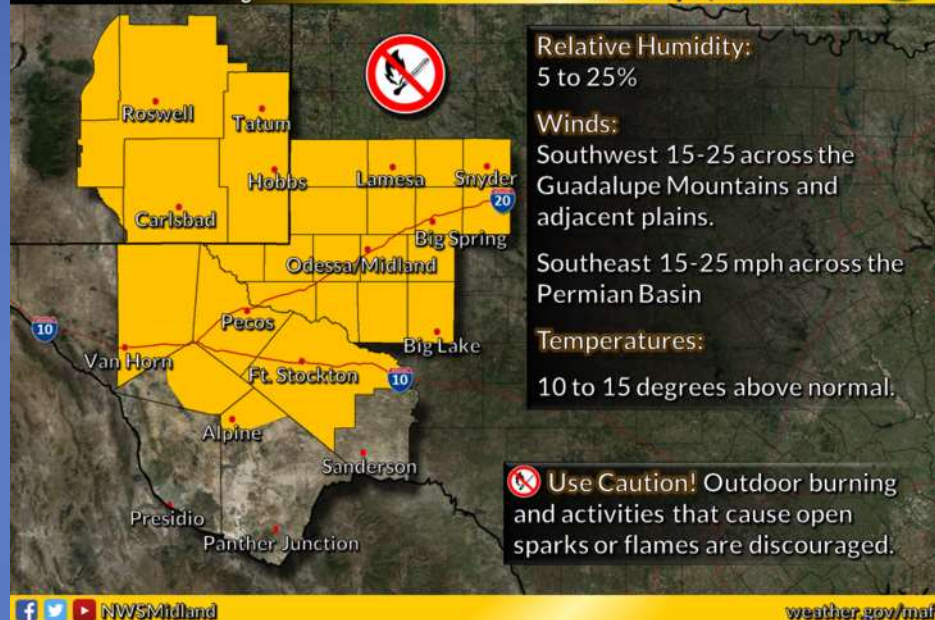 Relative Humidity:
5 to 25%
Winds:
Southwest 15-25 across the
Guadalupe Mountains and
adjacent plains.
Southeast 15-25 mph across the
Permian Basin
Temperatures:
10 to 15 degrees above normal.
Roswell
Tatum
Hobbs
Lamesa
Snyder
20
Carlsbad
Big Spring
Odessa/Midland
Pecos
10
Big Lake
Van Horn
Ft. Stockton
10
Alpine
Sanderson
Presidio
Panther Junction
Use Caution! Outdoor burning
and activities that cause open
sparks or flames are discouraged.
NWSMidland
weather.gov/maf